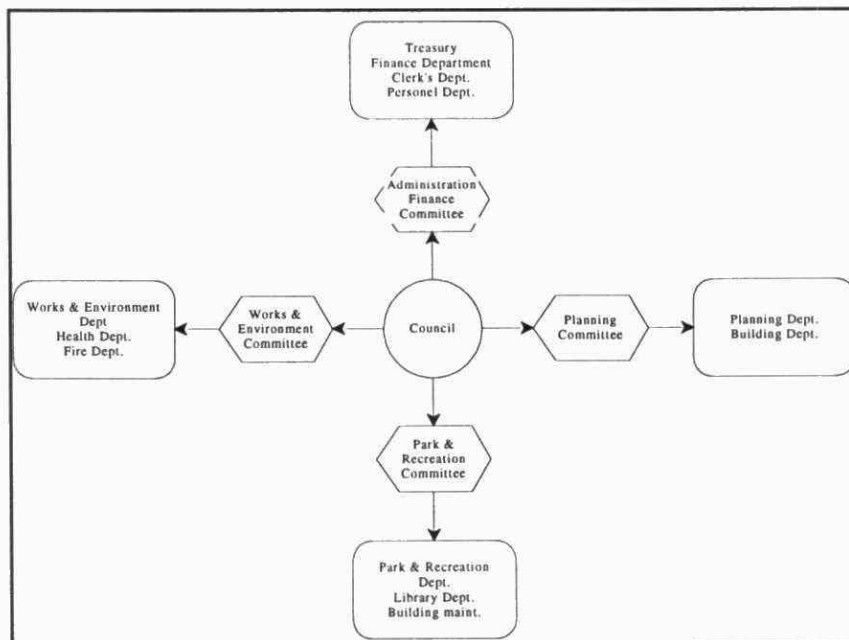 Treasury
Finance Department
Clerk's Dept.
Personel Dept.
Administration
Finance
Committee
Works & Environment
Dept
Health Dept.
Fire Dept.
Works &
Environment
Committee
Council
Planning
Committee
Planning Dept.
Building Dept.
Park &
Recreation
Committee
Park & Recreation
Dept.
Library Dept.
Building maint.